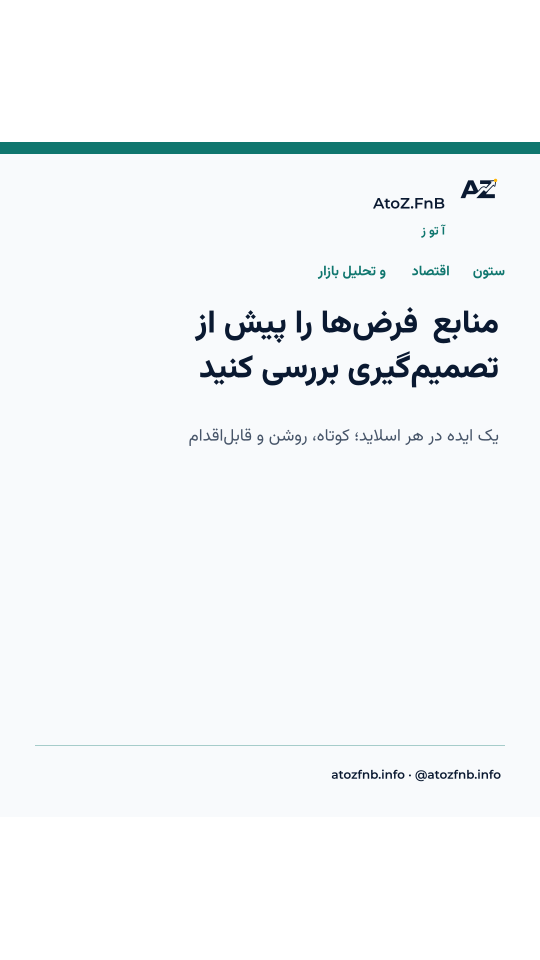 AZ
AtoZ.FnB
آ تو ز
ستون اقتصاد و تحلیل بازار
منابع فرض‌ها را پیش از
تصمیم‌گیری بررسی کنید
یک ایده در هر اسلاید؛ کوتاه، روشن و قابل‌اقدام
atozfnb.info · @atozfnb.info